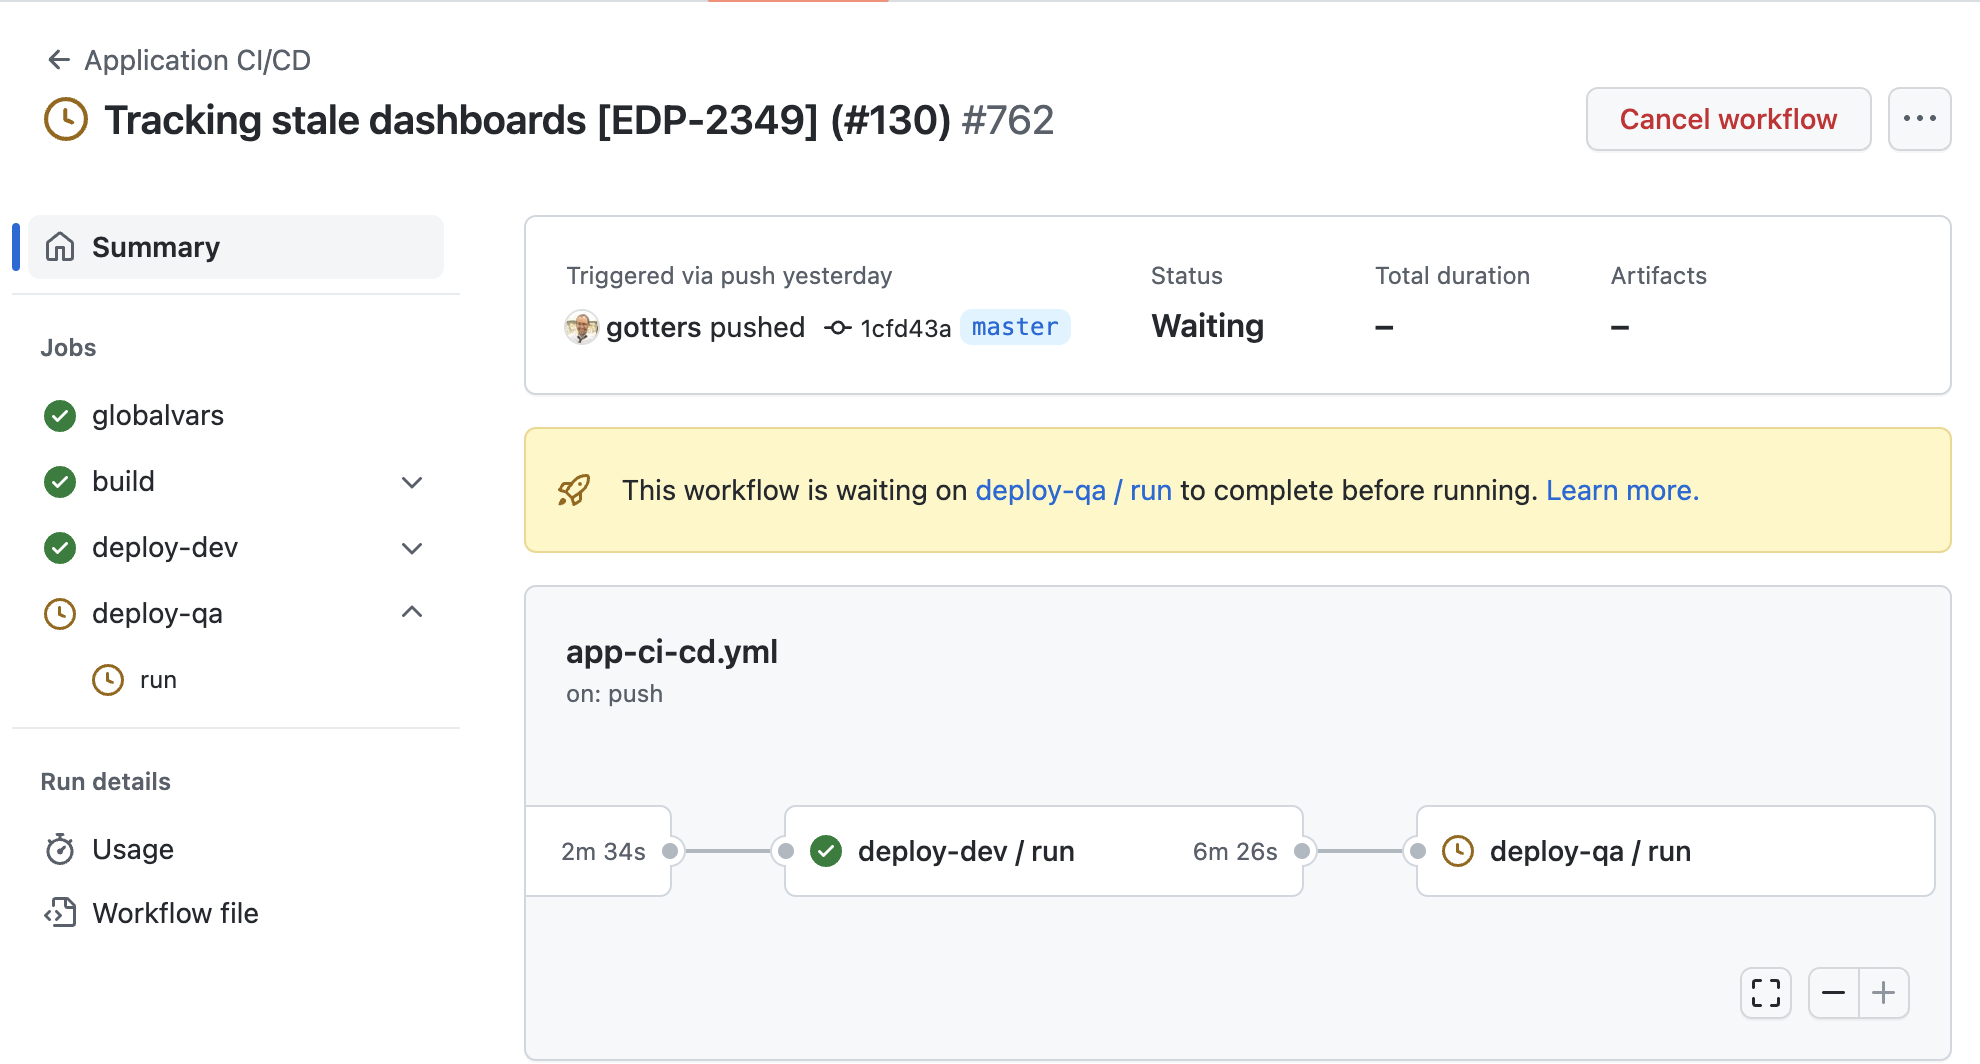 Application CI/CD
Tracking stale dashboards [EDP-2349] (#130) #762
Cancel workflow
Summary
Jobs
globalvars
build
deploy-dev
deploy-qa
run
Run details
Usage
Workflow file
Triggered via push yesterday
gotters pushed 1cfd43a master
Status
Waiting
Total duration
–
Artifacts
–
This workflow is waiting on deploy-qa / run to complete before running. Learn more.
app-ci-cd.yml
on: push
2m 34s
deploy-dev / run 6m 26s
deploy-qa / run